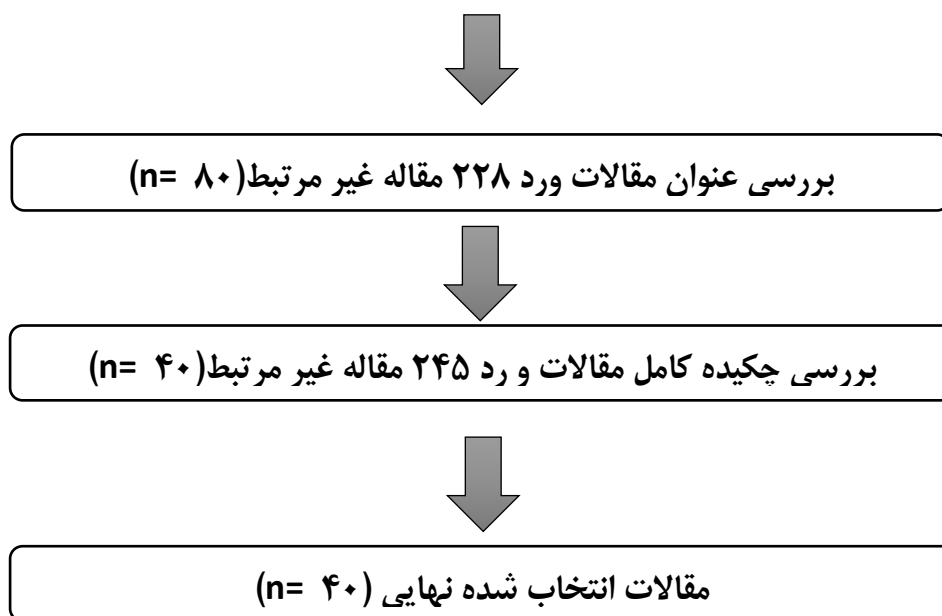 بررسی عنوان مقالات ورد ۲۲۸ مقاله غیر مرتبط(n= ۸۰)
بررسی چکیده کامل مقالات و رد ۲۴۵ مقاله غیر مرتبط(n= ۴۰)
مقالات انتخاب شده نهایی (n= ۴۰)